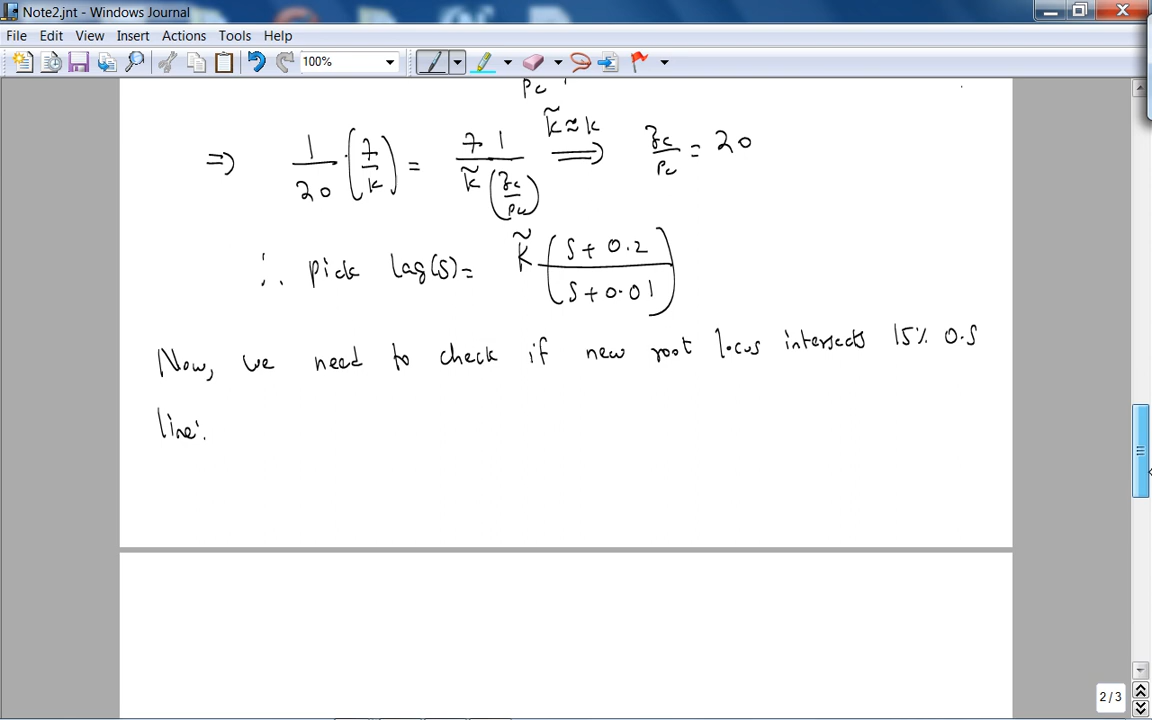 Note2.jnt - Windows Journal
File Edit View Insert Actions Tools Help
100%
pc
⇒ 1/20 (7/k) = 7·1 / k̃ (zc/pc) k̃≈k ⇒ zc/pc = 20
∴ pick lag(s)= k̃ (s+0.2 / s+0.01)
Now, we need to check if new root locus intersects 15% O.S
line:
2/3